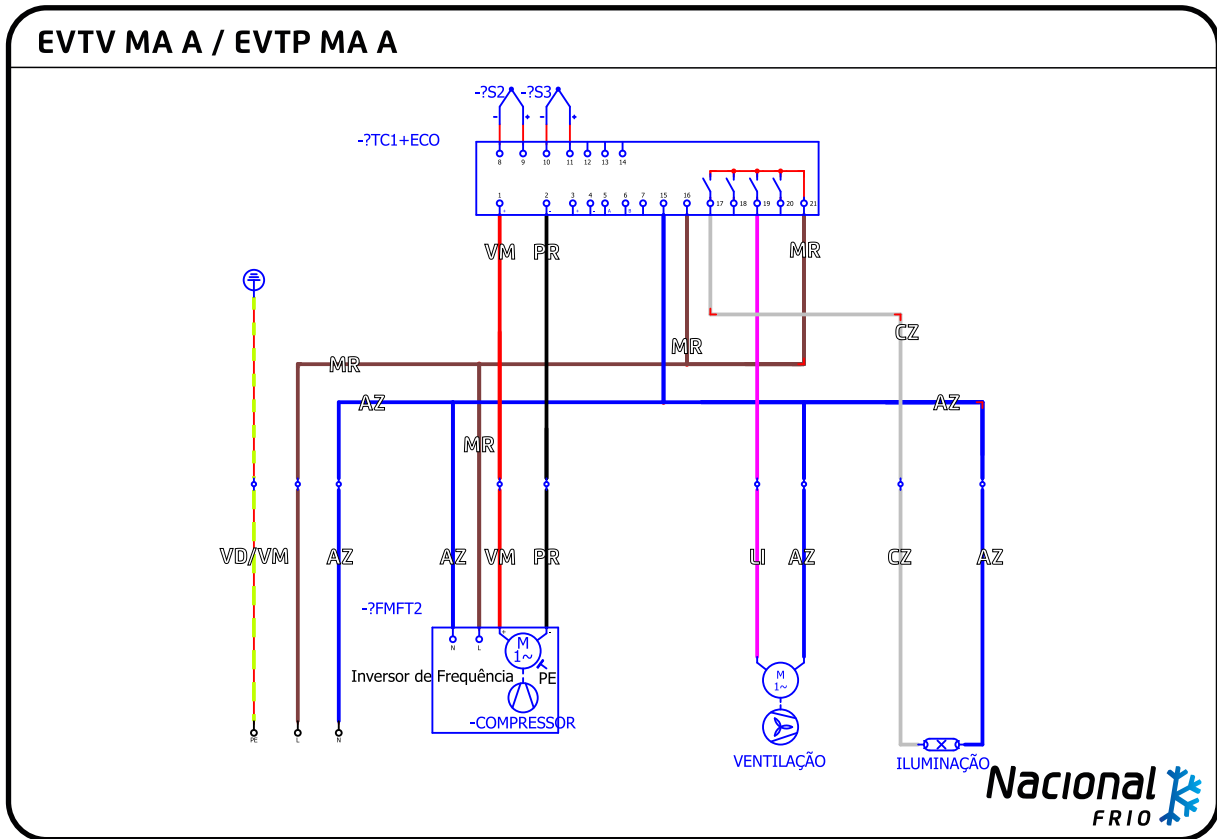 EVTV MA A / EVTP MA A
-?S2 -?S3
- + - +
-?TC1+ECO
8 9 10 11 12 13 14
1 2 3 4 5 6 7 15 16 17 18 19 20 21
+ - + - A B
VM PR MR
CZ
MR MR
AZ AZ
MR
VD/VM AZ AZ VM PR LI AZ CZ AZ
-?FMFT2
N L + -
M
1~
Inversor de Frequência PE
M
1~
-COMPRESSOR
PE L N
VENTILAÇÃO ILUMINAÇÃO
Nacional
FRIO